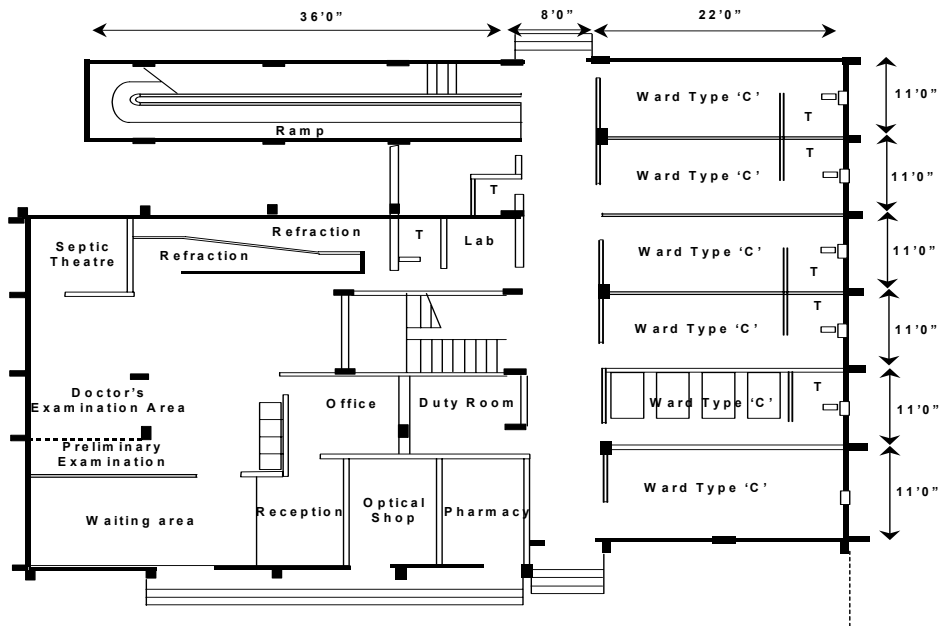 36'0"
8'0"
22'0"
Ward Type ‘C’
11'0"
T
Ramp
T
Ward Type ‘C’
11'0"
T
Refraction
T
Lab
Septic
Theatre
Refraction
Ward Type ‘C’
11'0"
T
T
Ward Type ‘C’
11'0"
Doctor's
Examination Area
Office
Duty Room
Ward Type ‘C’
T
11'0"
Preliminary
Examination
Waiting area
Reception
Optical
Shop
Pharmacy
Ward Type ‘C’
11'0"